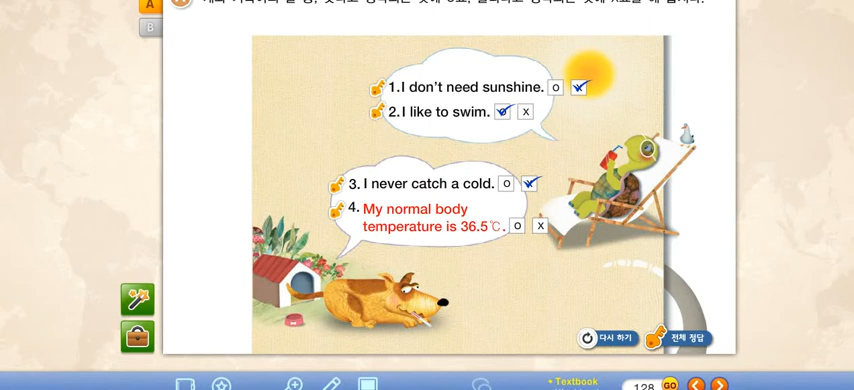 A
B
1. I don't need sunshine. o x
2. I like to swim. o x
3. I never catch a cold. o x
4. My normal body
temperature is 36.5℃. o x
다시 하기
전체 정답
• Textbook
128
GO